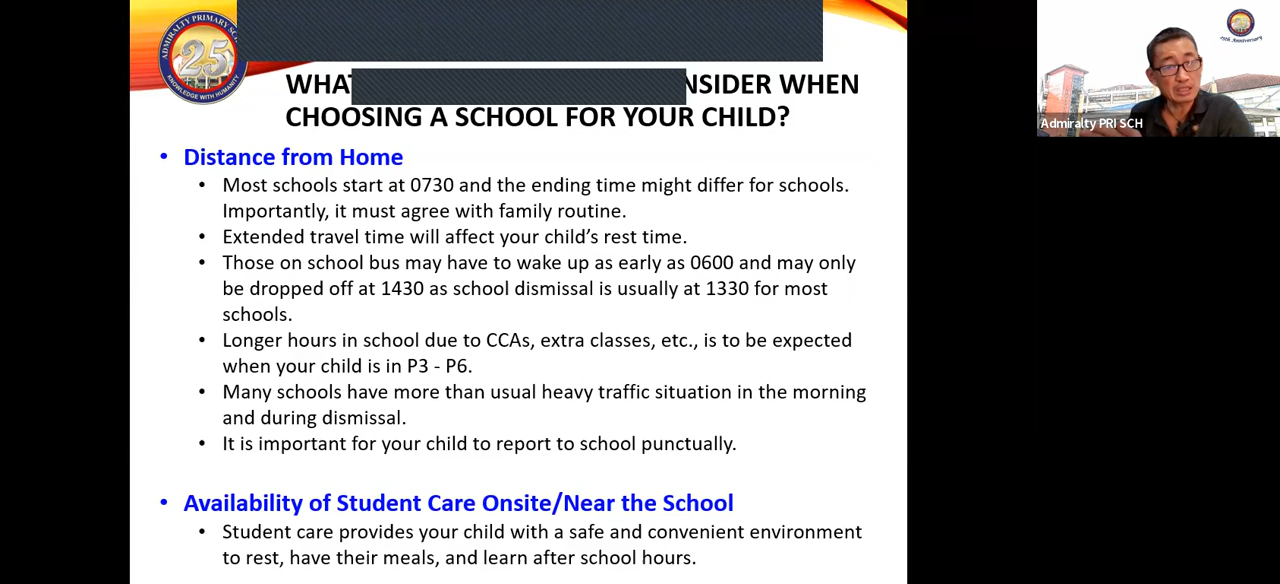 ADMIRALTY PRIMARY SCH
25
KNOWLEDGE WITH HUMANITY
WHAT NSIDER WHEN
CHOOSING A SCHOOL FOR YOUR CHILD?
• Distance from Home
• Most schools start at 0730 and the ending time might differ for schools.
Importantly, it must agree with family routine.
• Extended travel time will affect your child’s rest time.
• Those on school bus may have to wake up as early as 0600 and may only
be dropped off at 1430 as school dismissal is usually at 1330 for most
schools.
• Longer hours in school due to CCAs, extra classes, etc., is to be expected
when your child is in P3 - P6.
• Many schools have more than usual heavy traffic situation in the morning
and during dismissal.
• It is important for your child to report to school punctually.
• Availability of Student Care Onsite/Near the School
• Student care provides your child with a safe and convenient environment
to rest, have their meals, and learn after school hours.
25
25th Anniversary
Admiralty PRI SCH